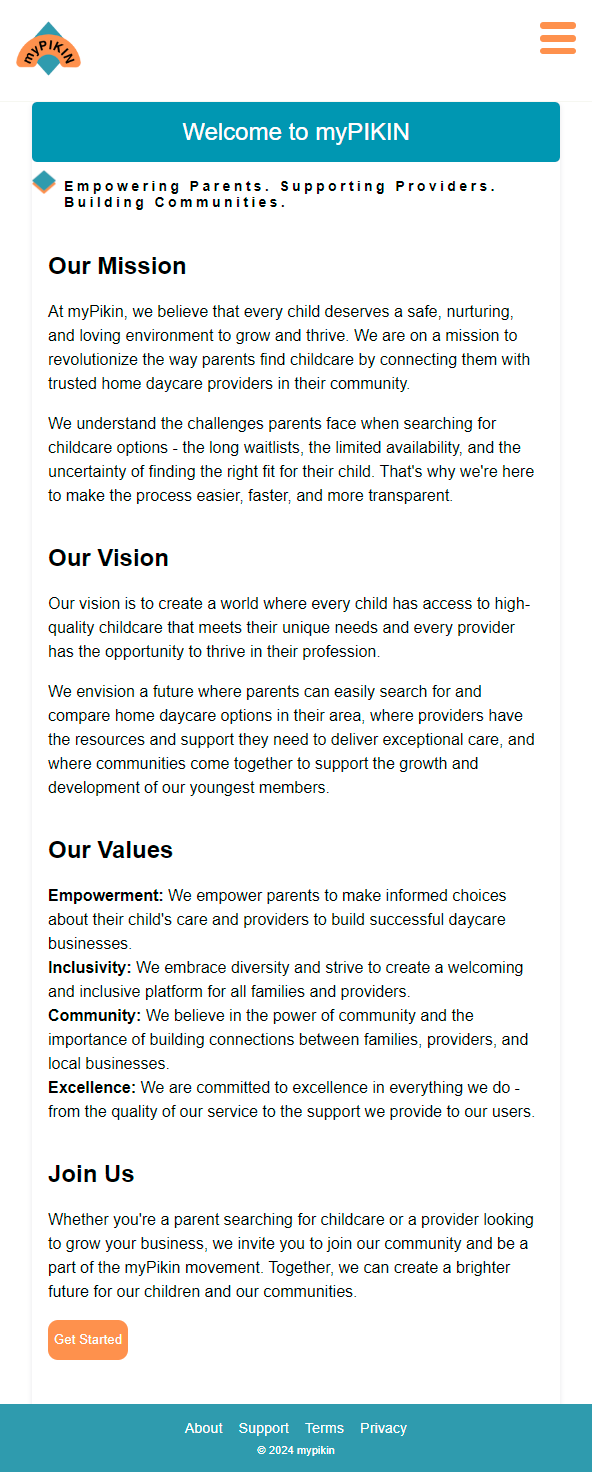 myPIKIN
Welcome to myPIKIN
Empowering Parents. Supporting Providers.
Building Communities.
Our Mission
At myPikin, we believe that every child deserves a safe, nurturing,
and loving environment to grow and thrive. We are on a mission to
revolutionize the way parents find childcare by connecting them with
trusted home daycare providers in their community.
We understand the challenges parents face when searching for
childcare options - the long waitlists, the limited availability, and the
uncertainty of finding the right fit for their child. That's why we're here
to make the process easier, faster, and more transparent.
Our Vision
Our vision is to create a world where every child has access to high-
quality childcare that meets their unique needs and every provider
has the opportunity to thrive in their profession.
We envision a future where parents can easily search for and
compare home daycare options in their area, where providers have
the resources and support they need to deliver exceptional care, and
where communities come together to support the growth and
development of our youngest members.
Our Values
Empowerment: We empower parents to make informed choices
about their child's care and providers to build successful daycare
businesses.
Inclusivity: We embrace diversity and strive to create a welcoming
and inclusive platform for all families and providers.
Community: We believe in the power of community and the
importance of building connections between families, providers, and
local businesses.
Excellence: We are committed to excellence in everything we do -
from the quality of our service to the support we provide to our users.
Join Us
Whether you're a parent searching for childcare or a provider looking
to grow your business, we invite you to join our community and be a
part of the myPikin movement. Together, we can create a brighter
future for our children and our communities.
Get Started
About Support Terms Privacy
© 2024 mypikin